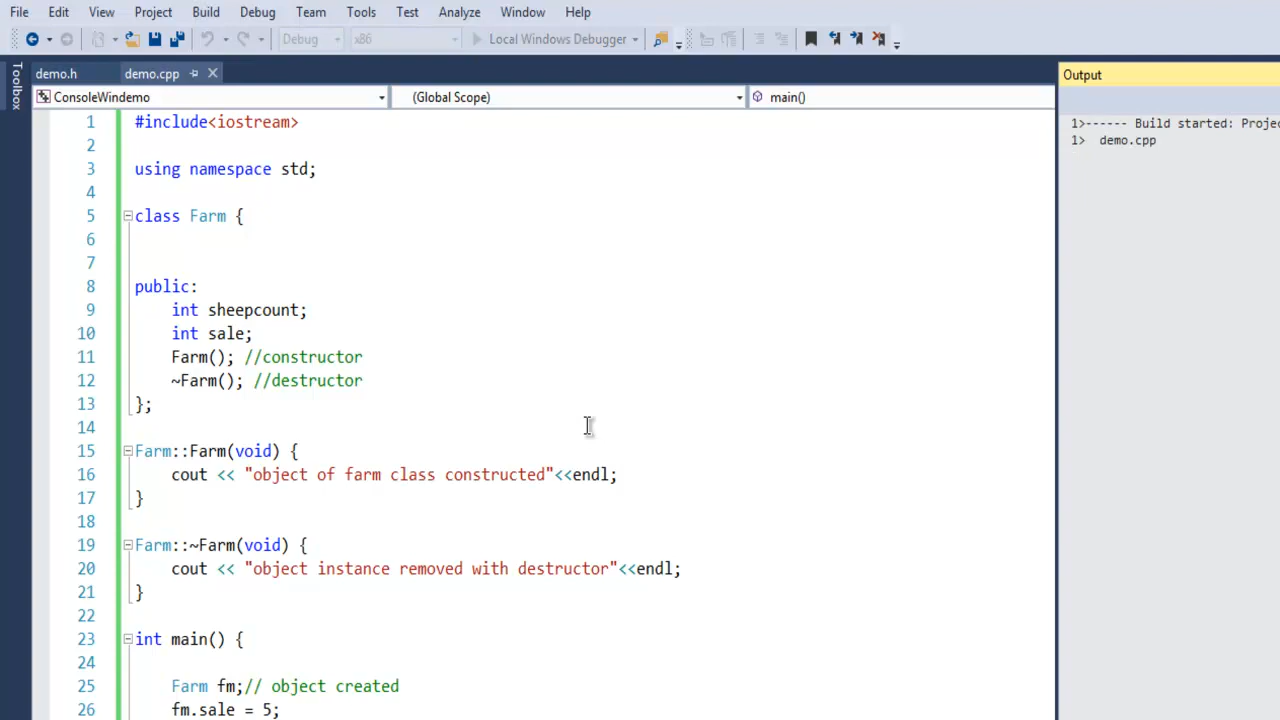 File Edit View Project Build Debug Team Tools Test Analyze Window Help
Debug x86 Local Windows Debugger
Toolbox
demo.h demo.cpp
ConsoleWindemo (Global Scope) main()
Output
1>------ Build started: Projec
1> demo.cpp
1 #include<iostream>
2
3 using namespace std;
4
5 class Farm {
6
7
8 public:
9 int sheepcount;
10 int sale;
11 Farm(); //constructor
12 ~Farm(); //destructor
13 };
14
15 Farm::Farm(void) {
16 cout << "object of farm class constructed"<<endl;
17 }
18
19 Farm::~Farm(void) {
20 cout << "object instance removed with destructor"<<endl;
21 }
22
23 int main() {
24
25 Farm fm;// object created
26 fm.sale = 5;